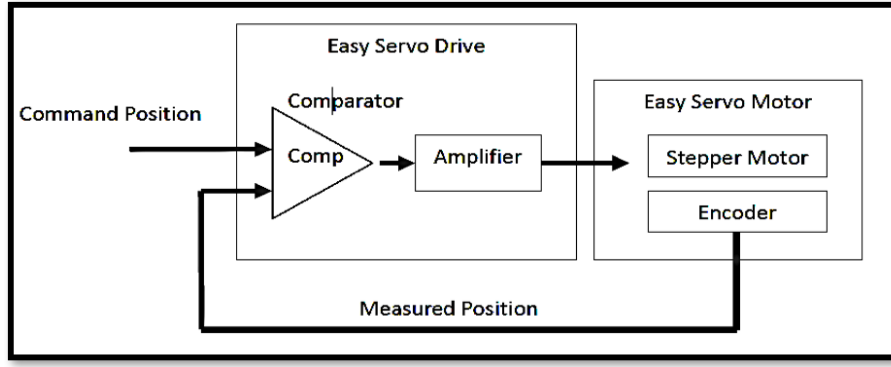 Easy Servo Drive
Comparator
Command Position
Comp
Amplifier
Easy Servo Motor
Stepper Motor
Encoder
Measured Position